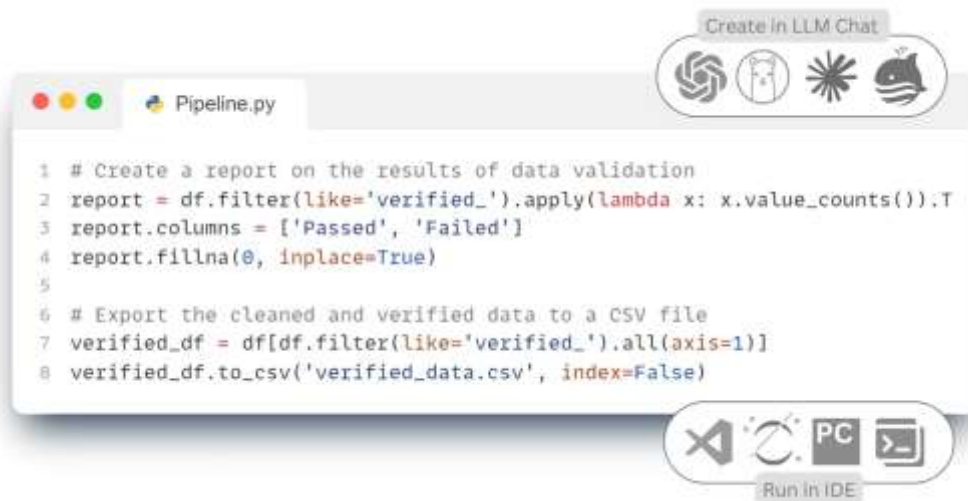 Create in LLM Chat
Pipeline.py
1 # Create a report on the results of data validation
2 report = df.filter(like='verified_').apply(lambda x: x.value_counts()).T
3 report.columns = ['Passed', 'Failed']
4 report.fillna(0, inplace=True)
5
6 # Export the cleaned and verified data to a CSV file
7 verified_df = df[df.filter(like='verified_').all(axis=1)]
8 verified_df.to_csv('verified_data.csv', index=False)
PC
Run in IDE